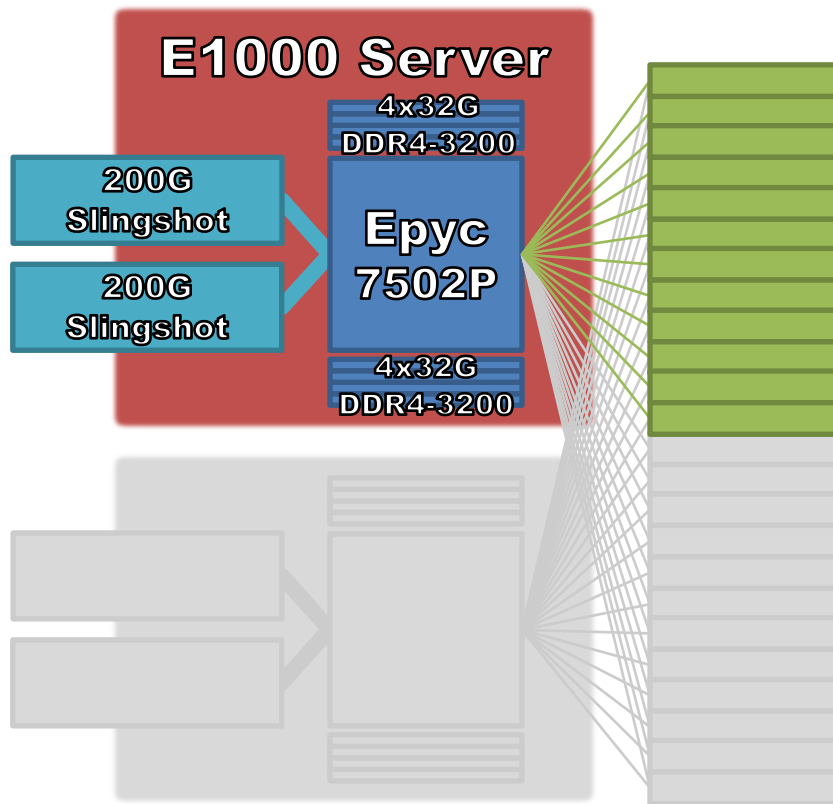 E1000 Server
4x32G
DDR4-3200
200G
Slingshot
Epyc
7502P
200G
Slingshot
4x32G
DDR4-3200